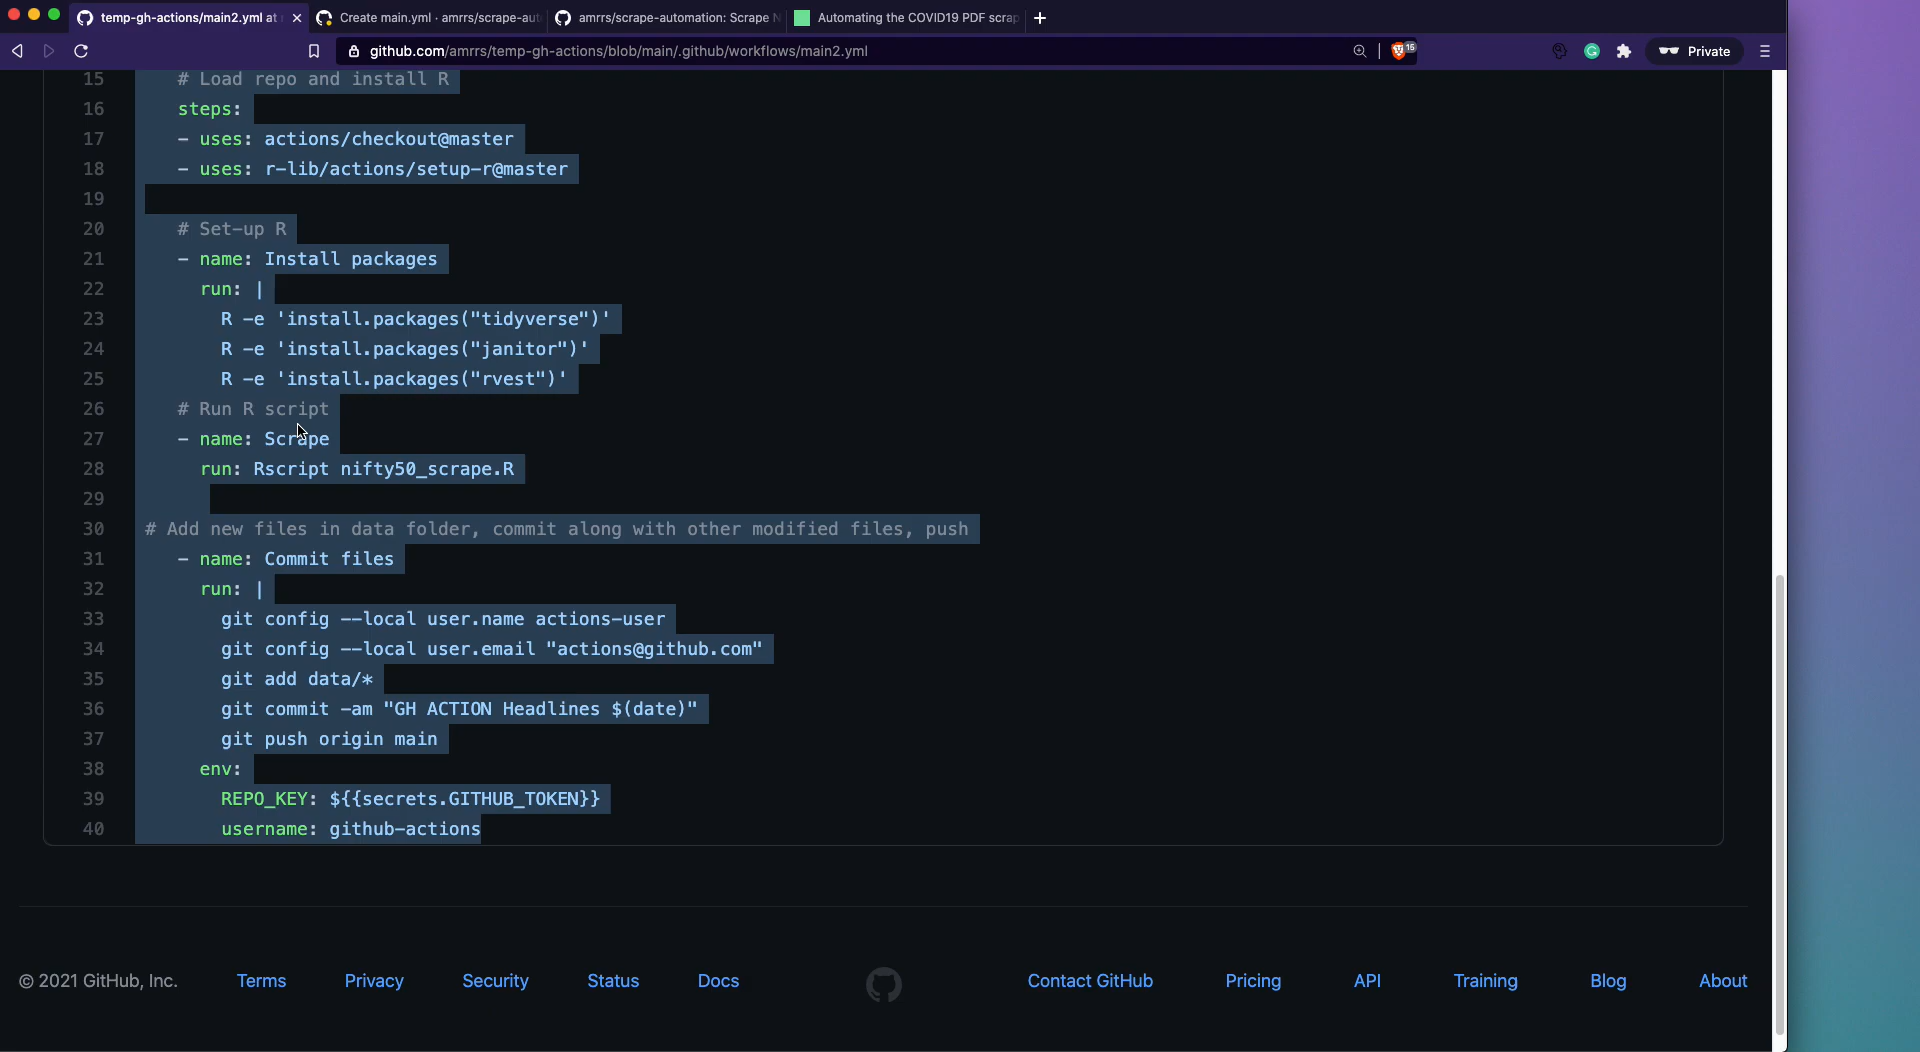 temp-gh-actions/main2.yml at
Create main.yml · amrrs/scrape-aut
amrrs/scrape-automation: Scrape N
Automating the COVID19 PDF scrap
github.com/amrrs/temp-gh-actions/blob/main/.github/workflows/main2.yml
15
Private
15 # Load repo and install R
16 steps:
17 - uses: actions/checkout@master
18 - uses: r-lib/actions/setup-r@master
19
20 # Set-up R
21 - name: Install packages
22 run: |
23 R -e 'install.packages("tidyverse")'
24 R -e 'install.packages("janitor")'
25 R -e 'install.packages("rvest")'
26 # Run R script
27 - name: Scrape
28 run: Rscript nifty50_scrape.R
29
30 # Add new files in data folder, commit along with other modified files, push
31 - name: Commit files
32 run: |
33 git config --local user.name actions-user
34 git config --local user.email "actions@github.com"
35 git add data/*
36 git commit -am "GH ACTION Headlines $(date)"
37 git push origin main
38 env:
39 REPO_KEY: ${{secrets.GITHUB_TOKEN}}
40 username: github-actions
© 2021 GitHub, Inc. Terms Privacy Security Status Docs Contact GitHub Pricing API Training Blog About